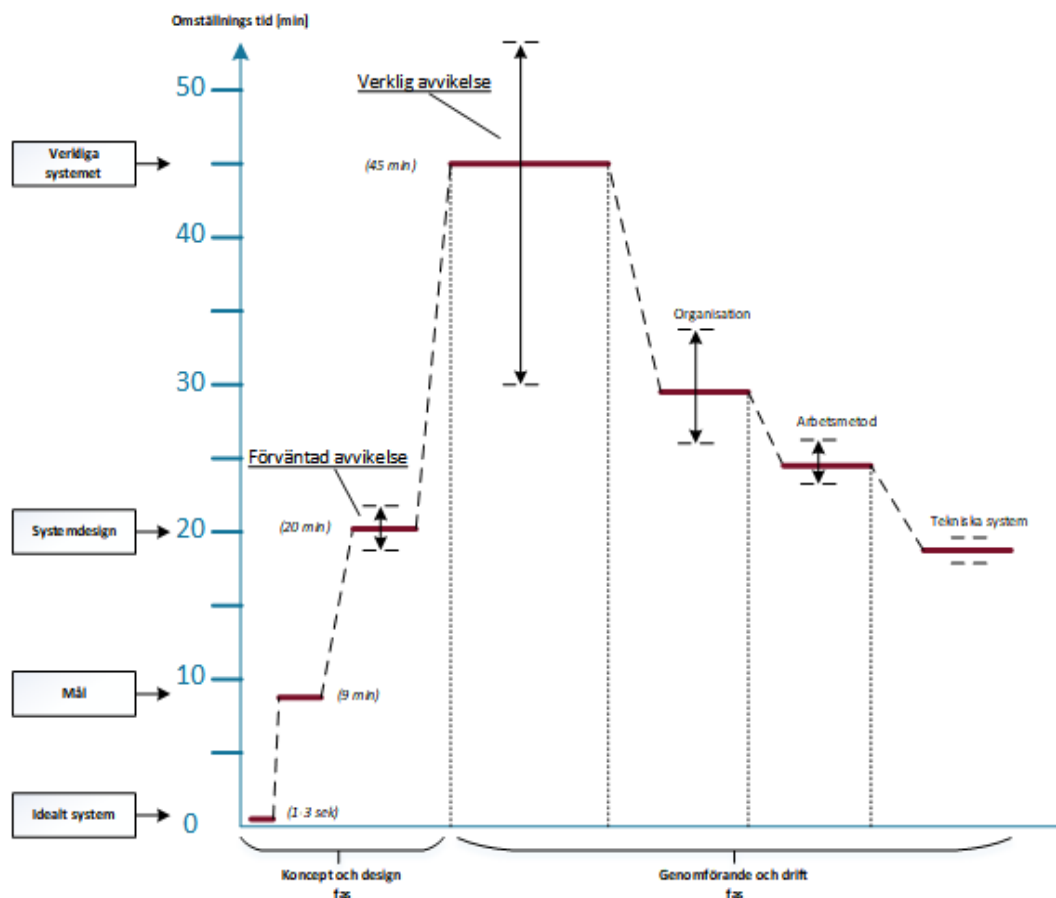 Omställnings tid [min]
50
Verklig avvikelse
Verkliga
systemet
(45 min)
40
Organisation
30
Arbetsmetod
Förväntad avvikelse
Systemdesign
20
(20 min)
Tekniska system
10
Mål
(9 min)
Idealt system
0
(1-3 sek)
Koncept och design
fas
Genomförande och drift
fas